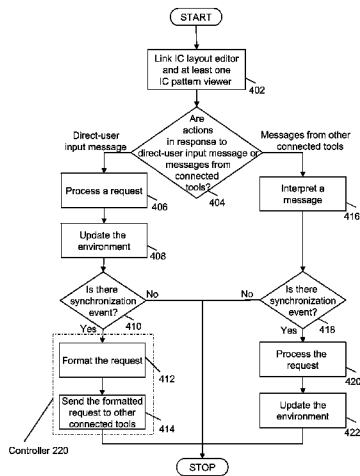 START
Link IC layout editor
and at least one
IC pattern viewer
402
Are
actions
in response to
direct-user input message or
messages from
connected tools?
404
Direct-user
input message
Messages from other
connected tools
Process a request
406
Interpret a
message
416
Update the
environment
408
Is there
synchronization
event?
410
No
Yes
Is there
synchronization
event?
418
No
Yes
Format the request
412
Process the
request
420
Send the formatted
request to other
connected tools
414
Update the
environment
422
Controller 220
STOP